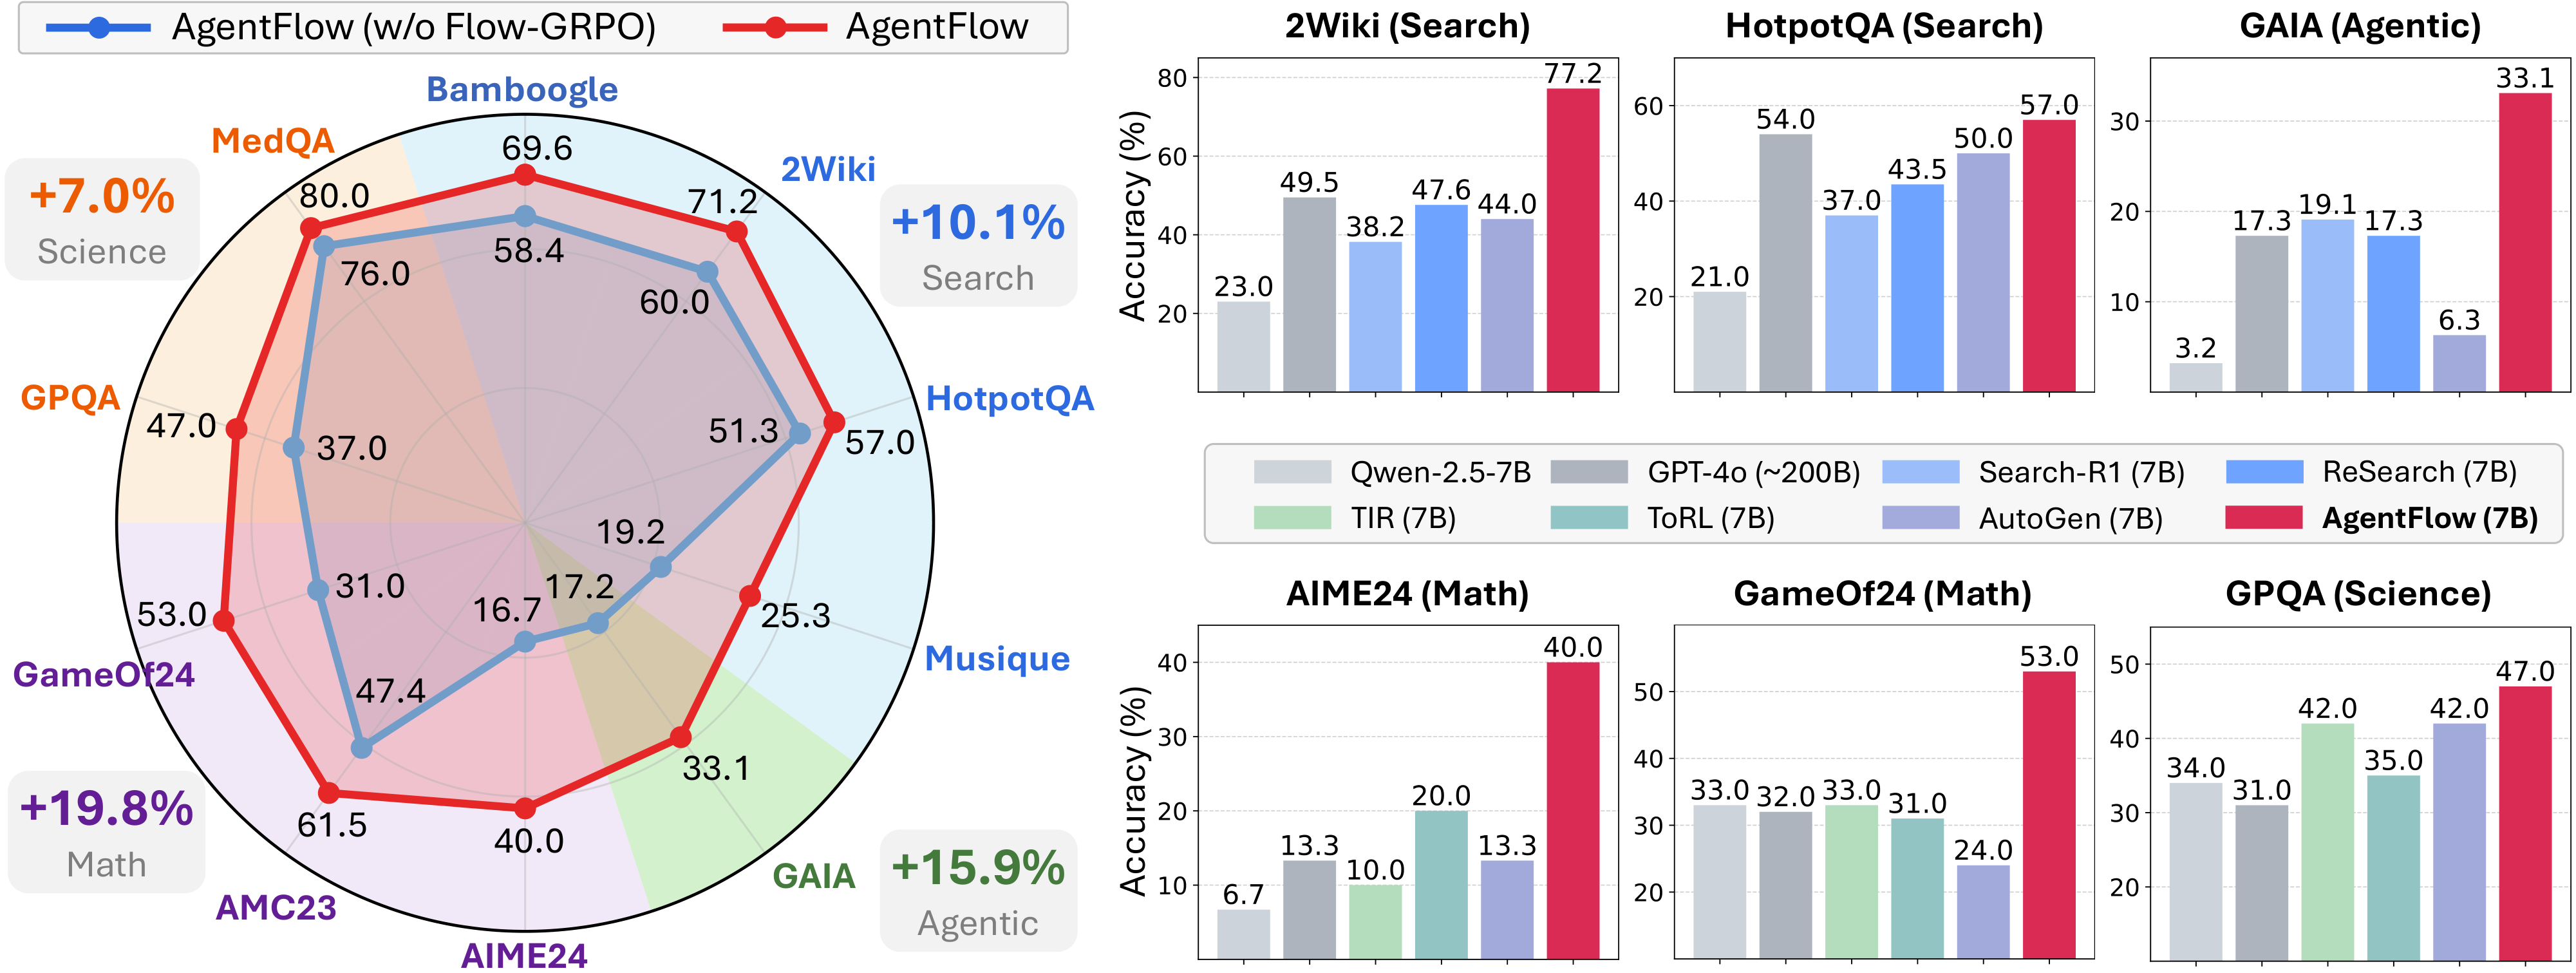 AgentFlow (w/o Flow-GRPO)
AgentFlow
Bamboogle
MedQA
2Wiki
HotpotQA
GPQA
Musique
GameOf24
GAIA
AMC23
AIME24
+7.0%
Science
+10.1%
Search
+19.8%
Math
+15.9%
Agentic
69.6
58.4
80.0
76.0
71.2
60.0
51.3
57.0
47.0
37.0
19.2
25.3
31.0
53.0
17.2
16.7
47.4
33.1
61.5
40.0
2Wiki (Search)
Accuracy (%)
80
60
40
20
23.0
49.5
38.2
47.6
44.0
77.2
HotpotQA (Search)
60
40
20
21.0
54.0
37.0
43.5
50.0
57.0
GAIA (Agentic)
30
20
10
3.2
17.3
19.1
17.3
6.3
33.1
Qwen-2.5-7B
GPT-4o (~200B)
Search-R1 (7B)
ReSearch (7B)
TIR (7B)
ToRL (7B)
AutoGen (7B)
AgentFlow (7B)
AIME24 (Math)
Accuracy (%)
40
30
20
10
6.7
13.3
10.0
20.0
13.3
40.0
GameOf24 (Math)
50
40
30
20
33.0
32.0
33.0
31.0
24.0
53.0
GPQA (Science)
50
40
30
20
34.0
31.0
42.0
35.0
42.0
47.0